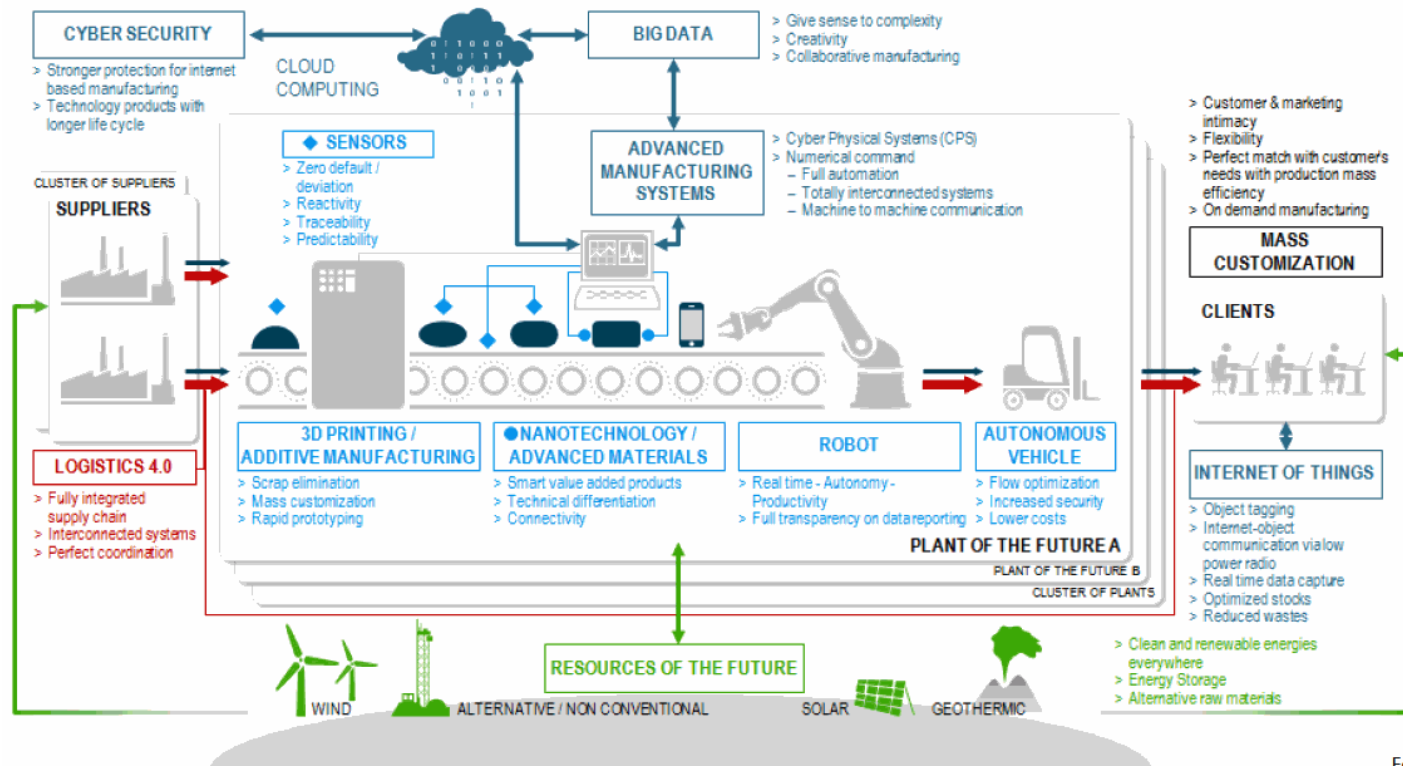 CYBER SECURITY
> Stronger protection for internet
based manufacturing
> Technology products with
longer life cycle
CLOUD
COMPUTING
0 1 1 0 0 0
BIG DATA
> Give sense to complexity
> Creativity
> Collaborative manufacturing
SENSORS
> Zero default /
deviation
> Reactivity
> Traceability
> Predictability
ADVANCED
MANUFACTURING
SYSTEMS
> Cyber Physical Systems (CPS)
> Numerical command
– Full automation
– Totally interconnected systems
– Machine to machine communication
> Customer & marketing
intimacy
> Flexibility
> Perfect match with customer's
needs with production mass
efficiency
> On demand manufacturing
MASS
CUSTOMIZATION
CLUSTER OF SUPPLIERS
SUPPLIERS
CLIENTS
LOGISTICS 4.0
> Fully integrated
supply chain
> Interconnected systems
> Perfect coordination
3D PRINTING /
ADDITIVE MANUFACTURING
> Scrap elimination
> Mass customization
> Rapid prototyping
NANOTECHNOLOGY /
ADVANCED MATERIALS
> Smart value added products
> Technical differentiation
> Connectivity
ROBOT
> Real time - Autonomy -
Productivity
> Full transparency on data reporting
AUTONOMOUS
VEHICLE
> Flow optimization
> Increased security
> Lower costs
INTERNET OF THINGS
> Object tagging
> Internet-object
communication via low
power radio
> Real time data capture
> Optimized stocks
> Reduced wastes
PLANT OF THE FUTURE A
PLANT OF THE FUTURE B
CLUSTER OF PLANTS
RESOURCES OF THE FUTURE
> Clean and renewable energies
everywhere
> Energy Storage
> Alternative raw materials
WIND
ALTERNATIVE / NON CONVENTIONAL
SOLAR
GEOTHERMIC